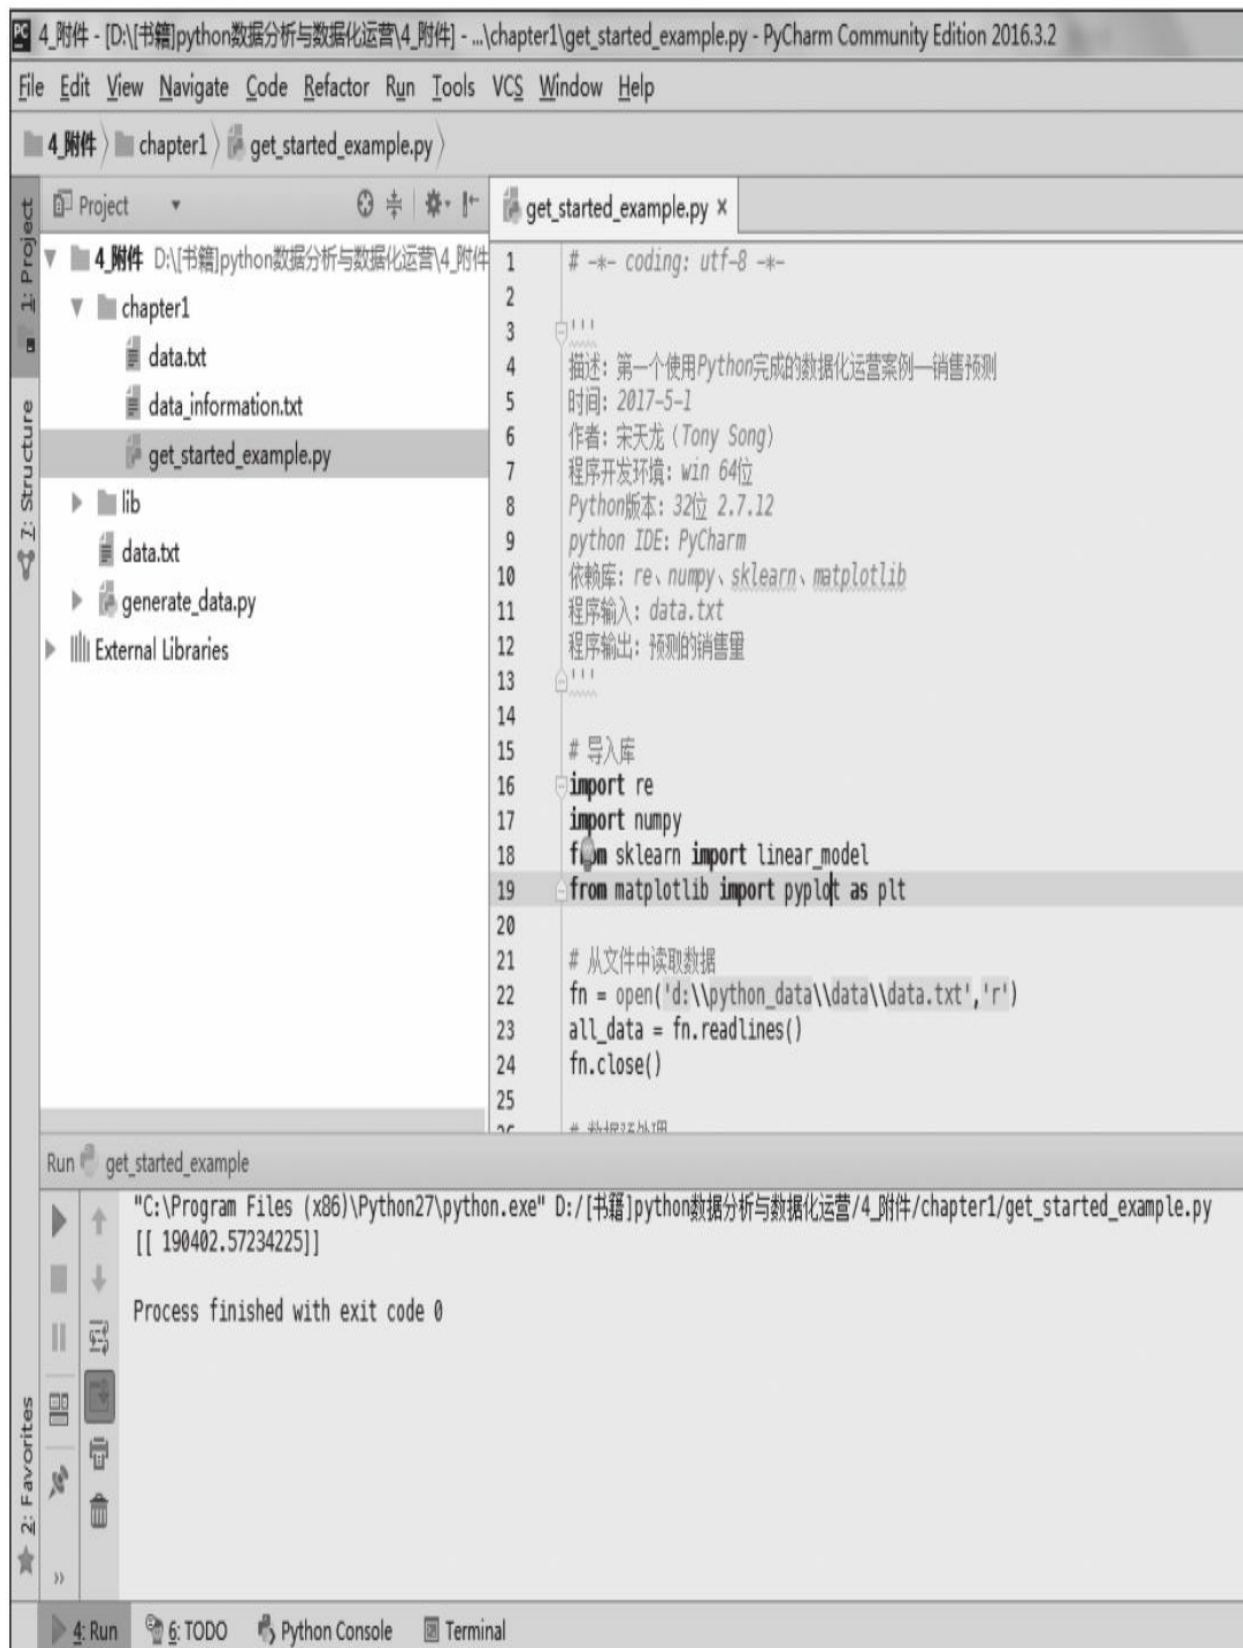 4_附件 - [D:\[书籍]python数据分析与数据化运营\4_附件] - ...\chapter1\get_started_example.py - PyCharm Community Edition 2016.3.2
File Edit View Navigate Code Refactor Run Tools VCS Window Help
4_附件 chapter1 get_started_example.py
1: Project
7: Structure
2: Favorites
Project
4_附件 D:\[书籍]python数据分析与数据化运营\4_附件
chapter1
data.txt
data_information.txt
get_started_example.py
lib
data.txt
generate_data.py
External Libraries
get_started_example.py ×
1 # -*- coding: utf-8 -*-
2
3 '''
4 描述：第一个使用Python完成的数据化运营案例—销售预测
5 时间：2017-5-1
6 作者：宋天龙（Tony Song）
7 程序开发环境：win 64位
8 Python版本：32位 2.7.12
9 python IDE：PyCharm
10 依赖库：re、numpy、sklearn、matplotlib
11 程序输入：data.txt
12 程序输出：预测的销售量
13 '''
14
15 # 导入库
16 import re
17 import numpy
18 from sklearn import linear_model
19 from matplotlib import pyplot as plt
20
21 # 从文件中读取数据
22 fn = open('d:\\python_data\\data\\data.txt','r')
23 all_data = fn.readlines()
24 fn.close()
25
26 # 数据预处理
Run get_started_example
"C:\Program Files (x86)\Python27\python.exe" D:/[书籍]python数据分析与数据化运营/4_附件/chapter1/get_started_example.py
[[ 190402.57234225]]
Process finished with exit code 0
4: Run 6: TODO Python Console Terminal